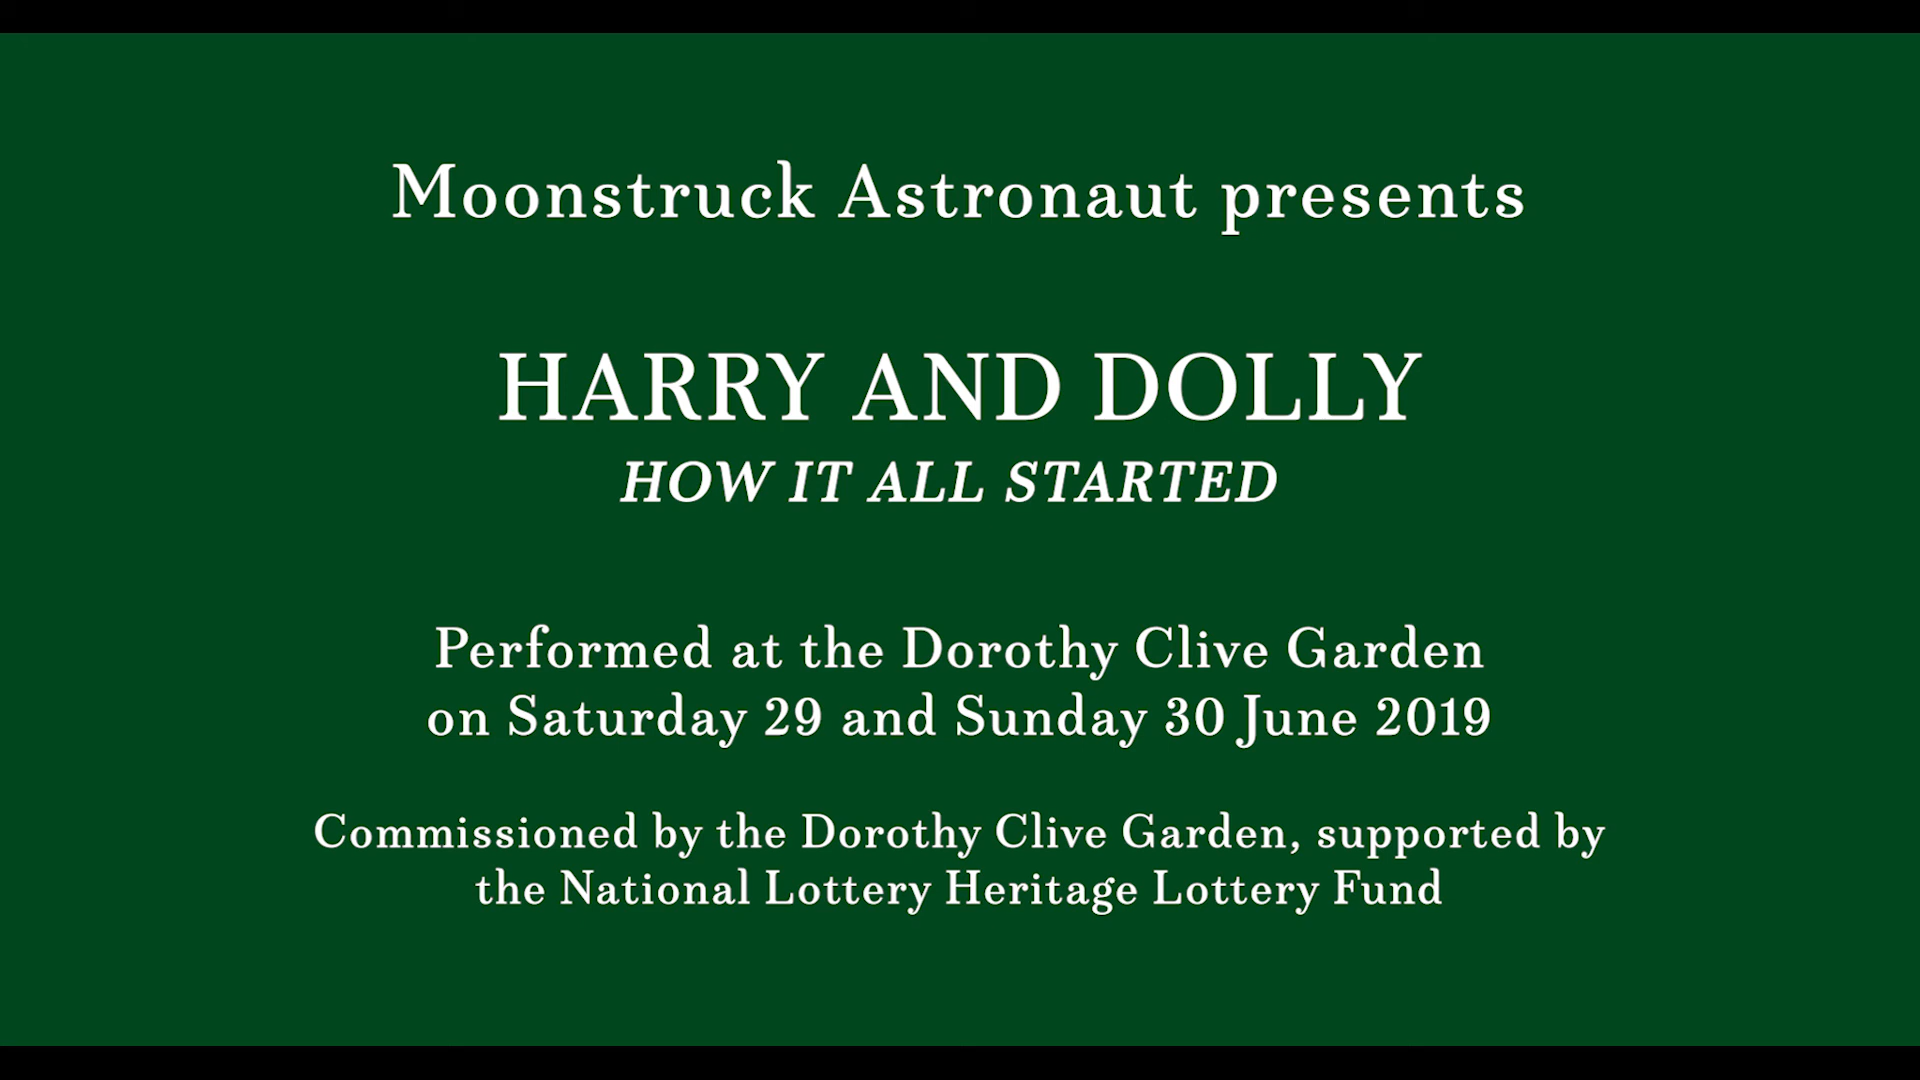 Moonstruck Astronaut presents
HARRY AND DOLLY
HOW IT ALL STARTED
Performed at the Dorothy Clive Garden
on Saturday 29 and Sunday 30 June 2019
Commissioned by the Dorothy Clive Garden, supported by
the National Lottery Heritage Lottery Fund